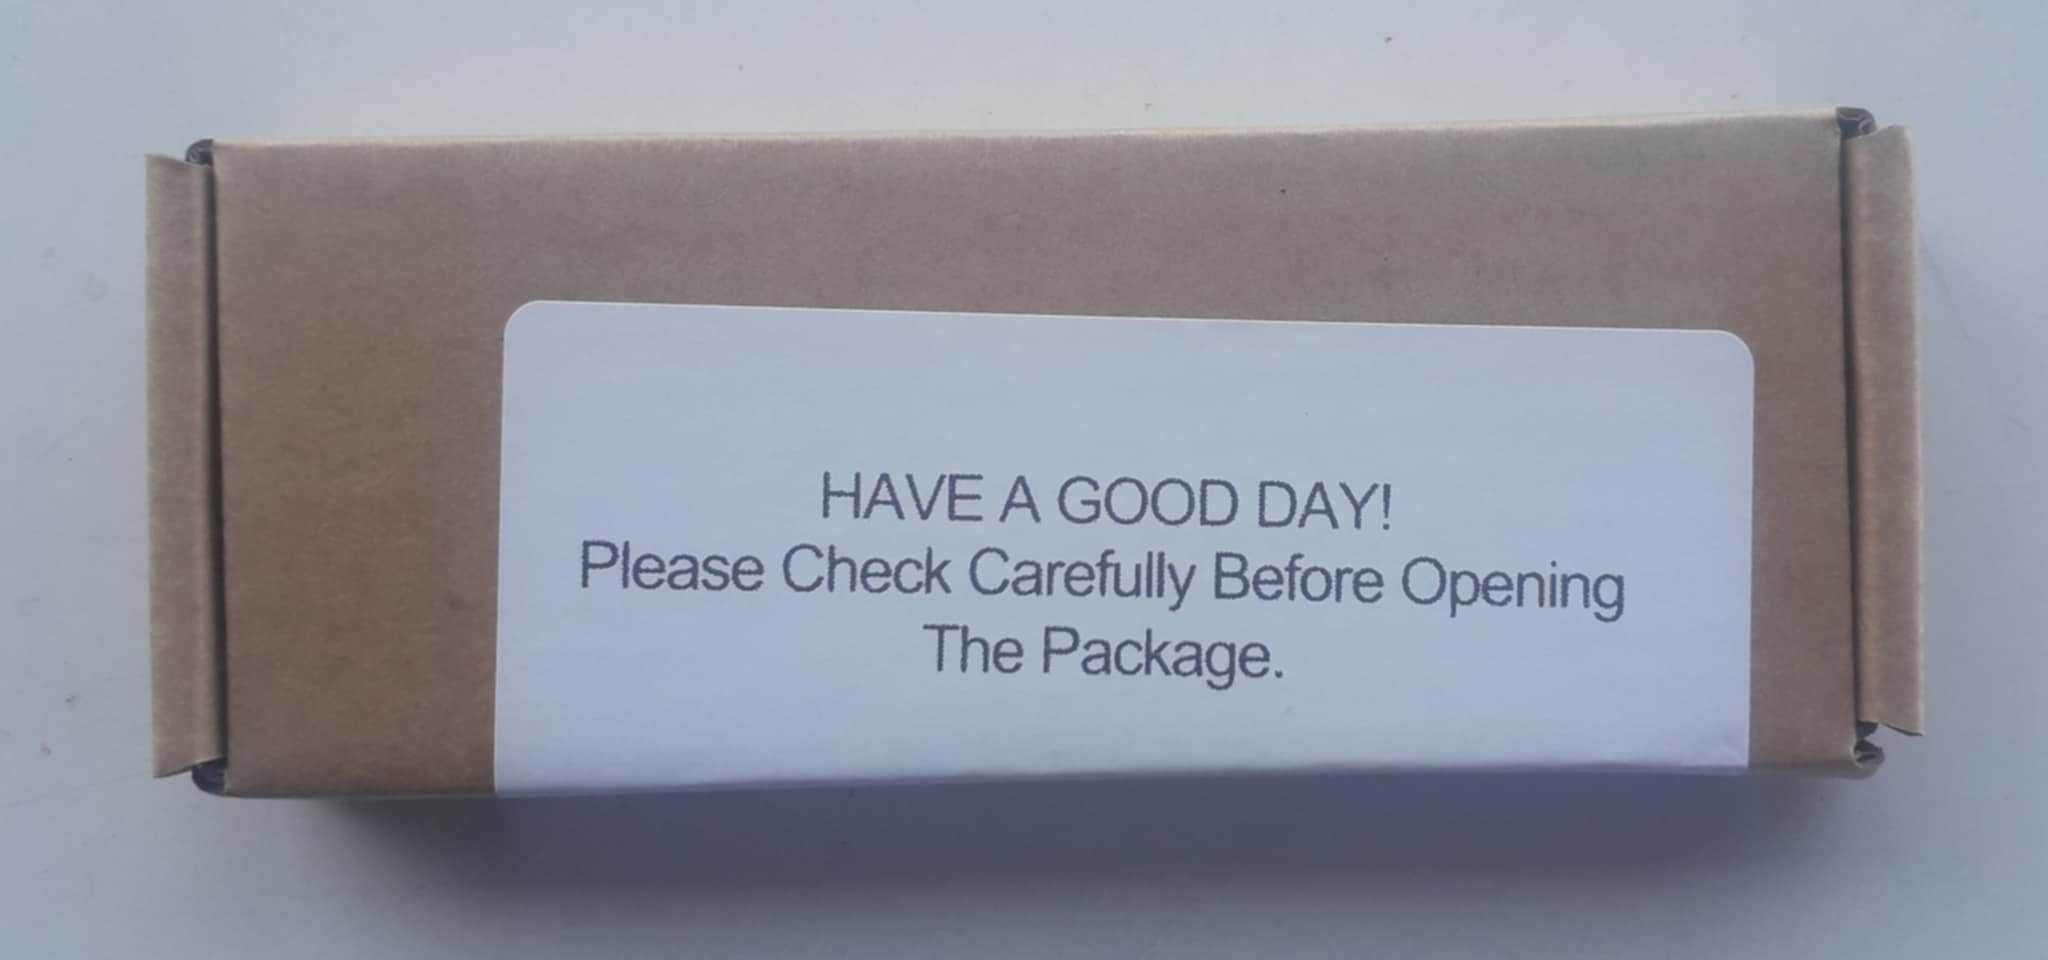 HAVE A GOOD DAY!
Please Check Carefully Before Opening
The Package.